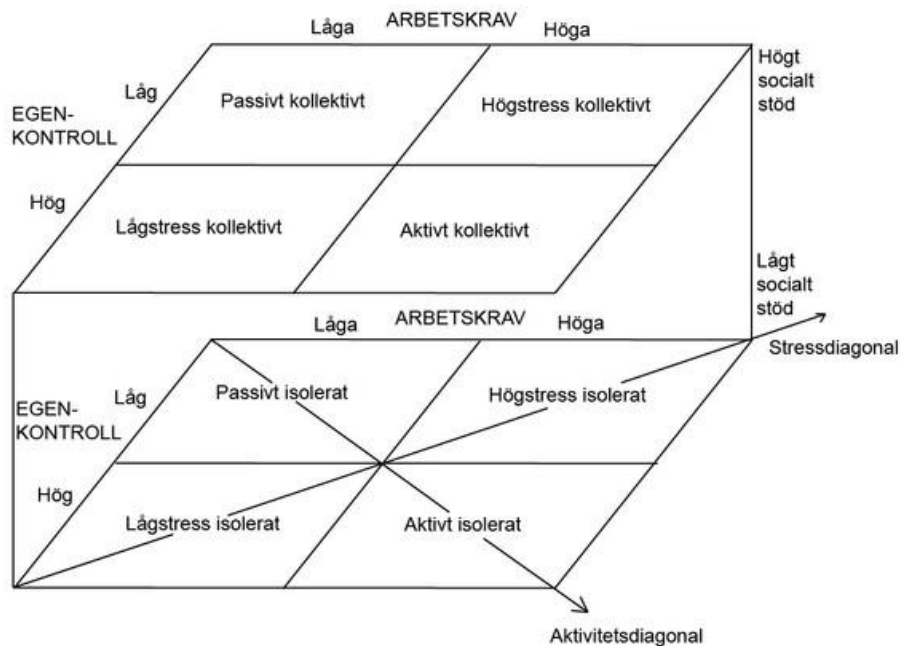 ARBETSKRAV
Låga
Höga
Högt
socialt
stöd
Låg
Passivt kollektivt
Högstress kollektivt
EGEN-
KONTROLL
Hög
Lågstress kollektivt
Aktivt kollektivt
Lågt
socialt
stöd
ARBETSKRAV
Låga
Höga
Stressdiagonal
Låg
Passivt isolerat
Högstress isolerat
EGEN-
KONTROLL
Hög
Lågstress isolerat
Aktivt isolerat
Aktivitetsdiagonal